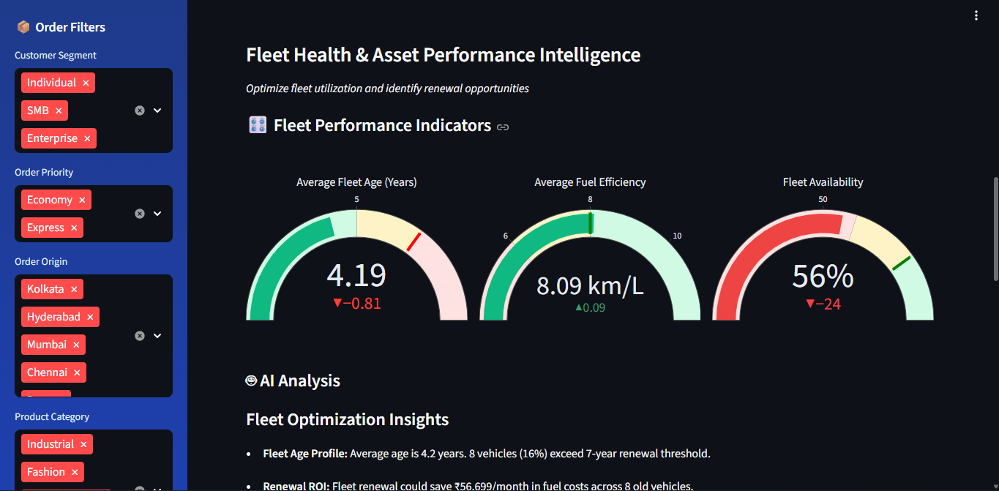 Order Filters
Customer Segment
Individual ×
SMB ×
Enterprise ×
Order Priority
Economy ×
Express ×
Order Origin
Kolkata ×
Hyderabad ×
Mumbai ×
Chennai ×
Product Category
Industrial ×
Fashion ×
Fleet Health & Asset Performance Intelligence
Optimize fleet utilization and identify renewal opportunities
Fleet Performance Indicators
Average Fleet Age (Years)
5
4.19
▼−0.81
Average Fuel Efficiency
6
8
10
8.09 km/L
▲0.09
Fleet Availability
50
56%
▼−24
AI Analysis
Fleet Optimization Insights
• Fleet Age Profile: Average age is 4.2 years. 8 vehicles (16%) exceed 7-year renewal threshold.
• Renewal ROI: Fleet renewal could save ₹56,699/month in fuel costs across 8 old vehicles.